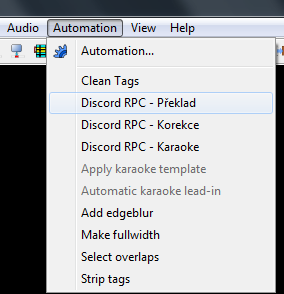 Audio Automation View Help
Automation...
Clean Tags
Discord RPC - Překlad
Discord RPC - Korekce
Discord RPC - Karaoke
Apply karaoke template
Automatic karaoke lead-in
Add edgeblur
Make fullwidth
Select overlaps
Strip tags